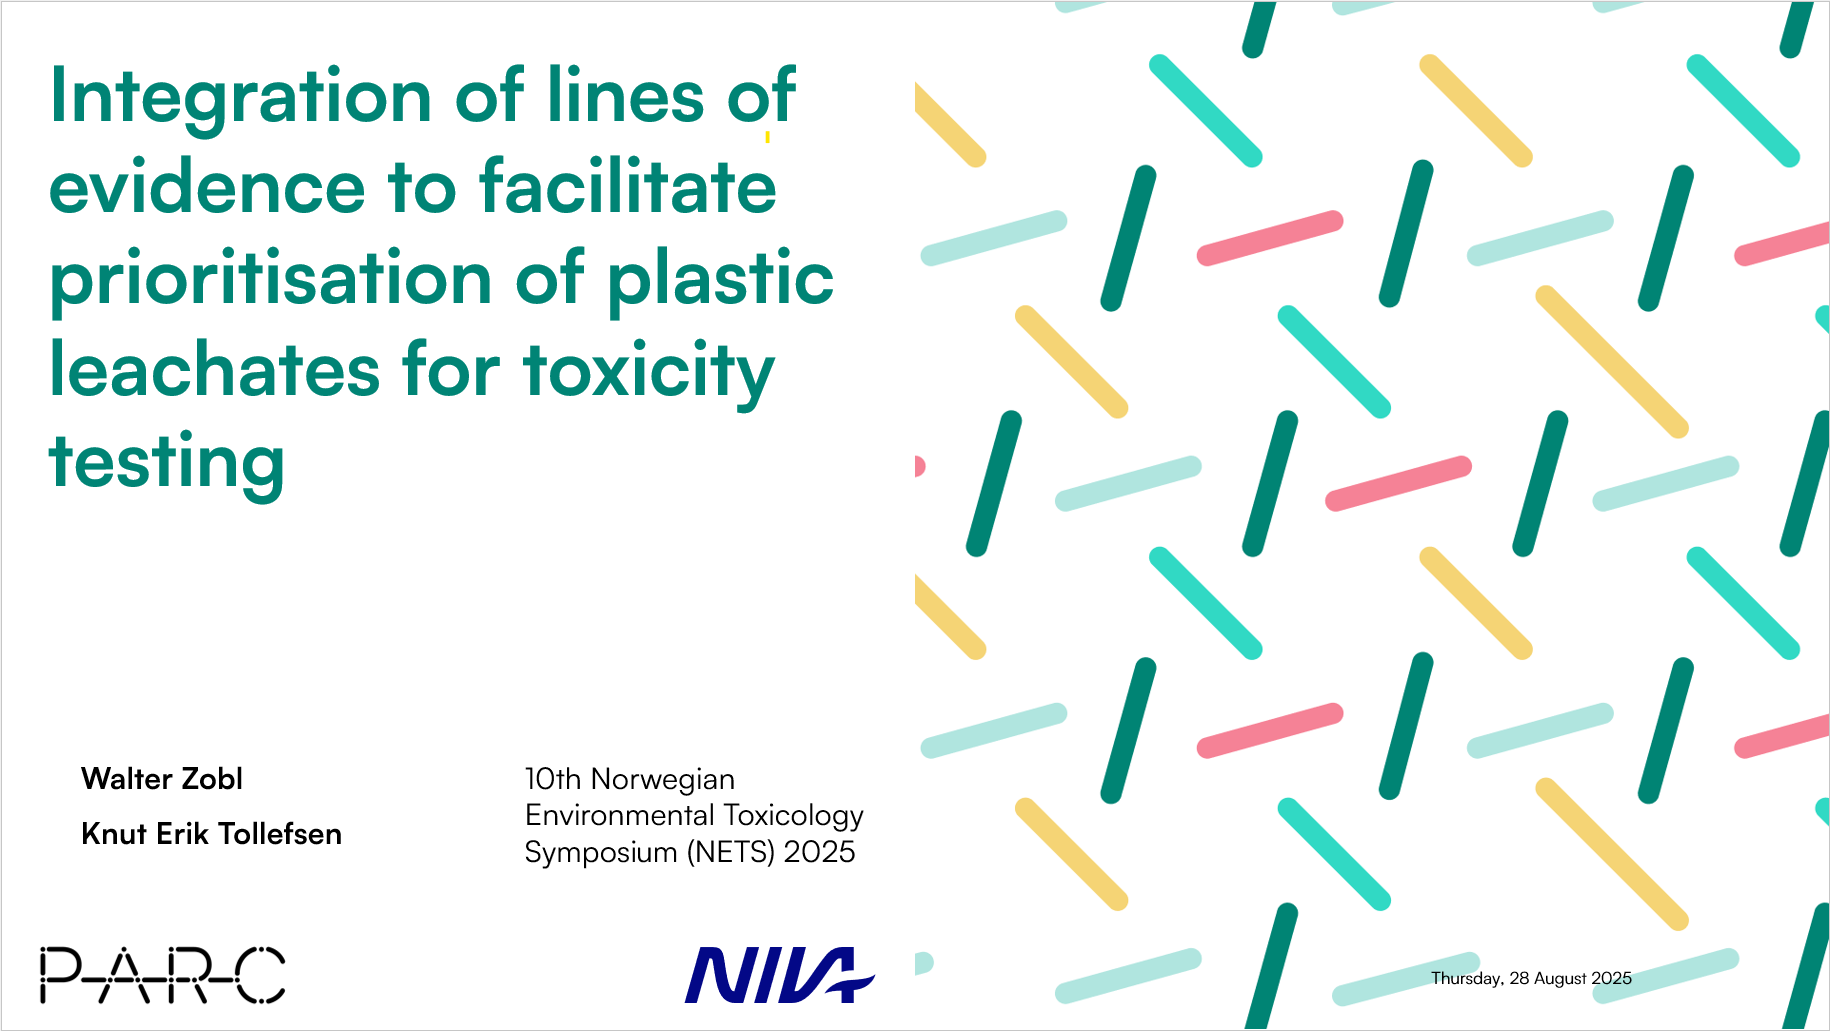 Integration of lines of
evidence to facilitate
prioritisation of plastic
leachates for toxicity
testing
Walter Zobl
Knut Erik Tollefsen
10th Norwegian
Environmental Toxicology
Symposium (NETS) 2025
PARC
NIVA
Thursday, 28 August 2025